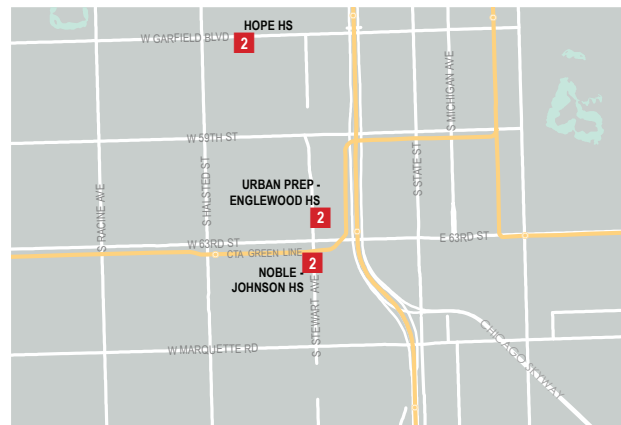 HOPE HS
W GARFIELD BLVD
2
S MICHIGAN AVE
W 59TH ST
S HALSTED ST
S STATE ST
S RACINE AVE
URBAN PREP -
ENGLEWOOD HS
2
W 63RD ST
E 63RD ST
CTA GREEN LINE
2
NOBLE -
JOHNSON HS
S STEWART AVE
W MARQUETTE RD
CHICAGO SKYWAY